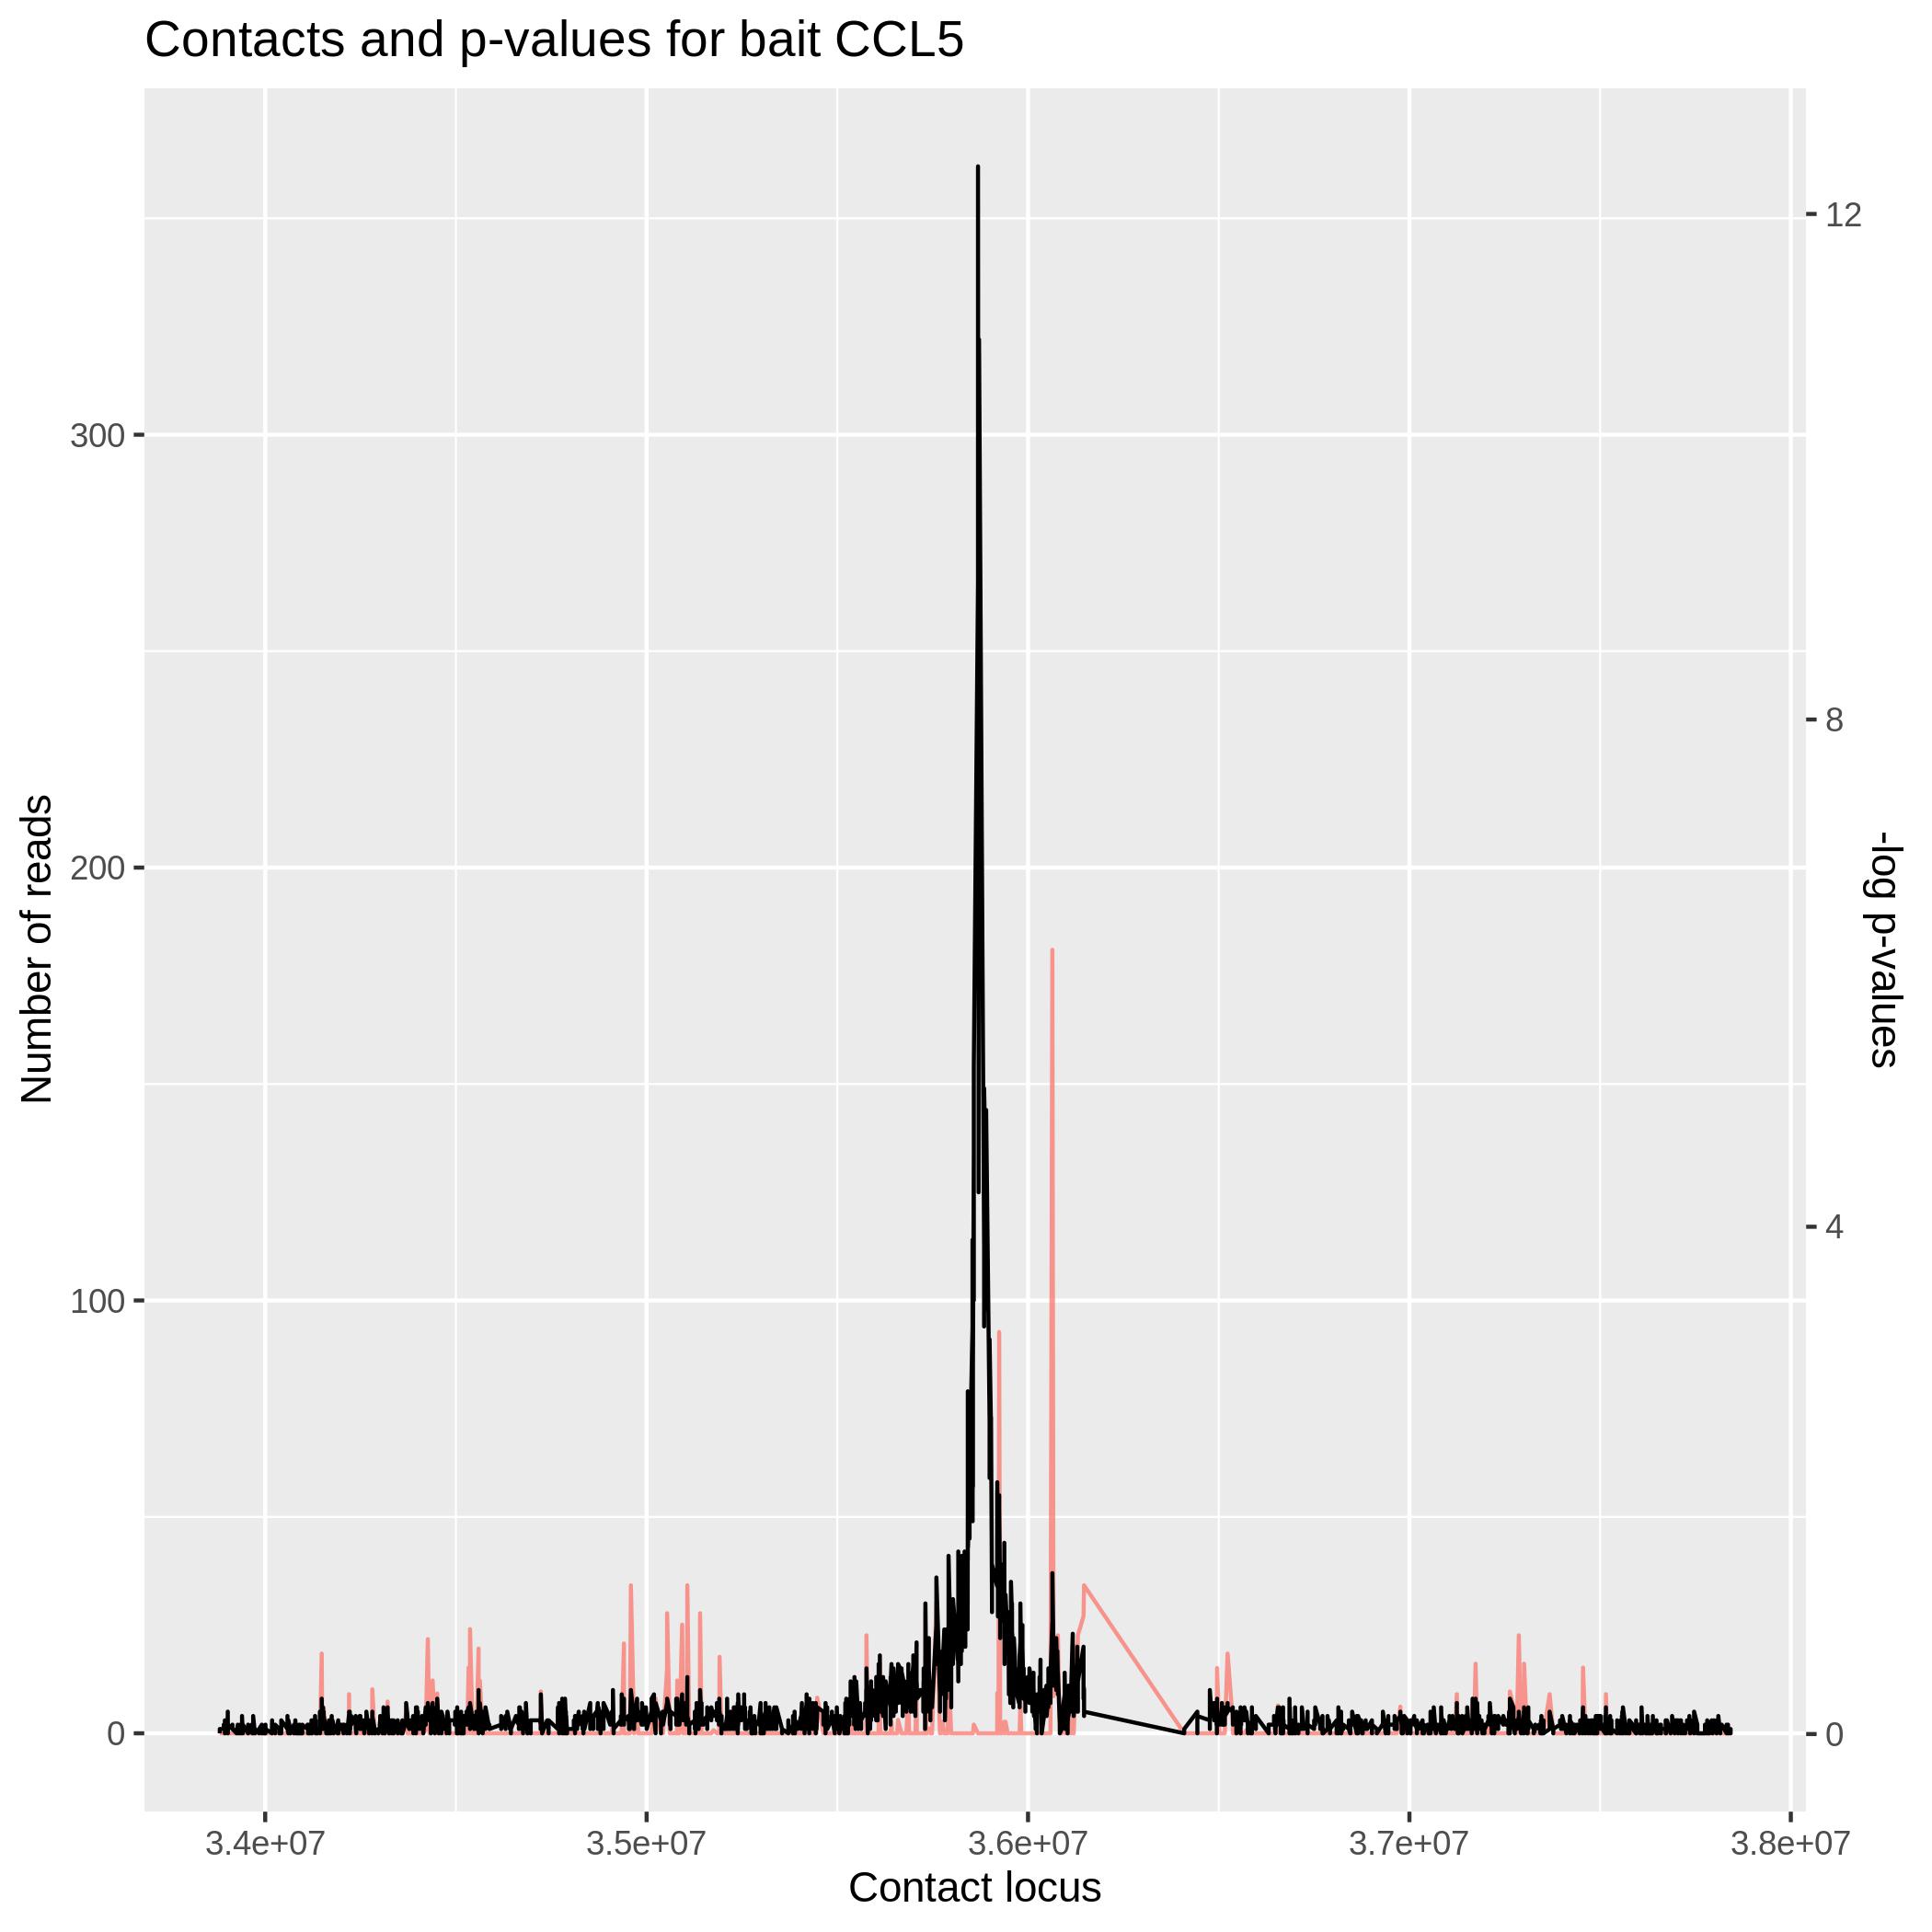 Contacts and p-values for bait CCL5
Number of reads
300
200
100
0
12
8
4
0
-log p-values
3.4e+07
3.5e+07
3.6e+07
3.7e+07
3.8e+07
Contact locus